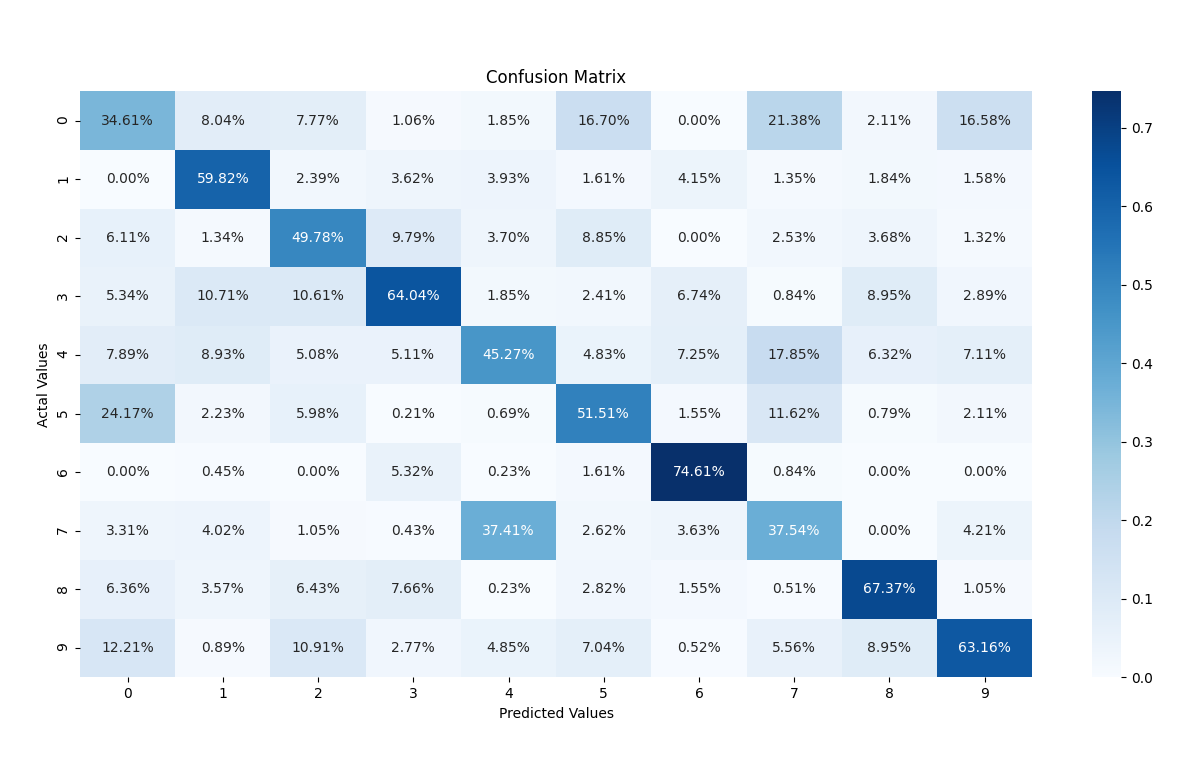 Confusion Matrix
0 34.61% 8.04% 7.77% 1.06% 1.85% 16.70% 0.00% 21.38% 2.11% 16.58%
1 0.00% 59.82% 2.39% 3.62% 3.93% 1.61% 4.15% 1.35% 1.84% 1.58%
2 6.11% 1.34% 49.78% 9.79% 3.70% 8.85% 0.00% 2.53% 3.68% 1.32%
3 5.34% 10.71% 10.61% 64.04% 1.85% 2.41% 6.74% 0.84% 8.95% 2.89%
4 7.89% 8.93% 5.08% 5.11% 45.27% 4.83% 7.25% 17.85% 6.32% 7.11%
5 24.17% 2.23% 5.98% 0.21% 0.69% 51.51% 1.55% 11.62% 0.79% 2.11%
6 0.00% 0.45% 0.00% 5.32% 0.23% 1.61% 74.61% 0.84% 0.00% 0.00%
7 3.31% 4.02% 1.05% 0.43% 37.41% 2.62% 3.63% 37.54% 0.00% 4.21%
8 6.36% 3.57% 6.43% 7.66% 0.23% 2.82% 1.55% 0.51% 67.37% 1.05%
9 12.21% 0.89% 10.91% 2.77% 4.85% 7.04% 0.52% 5.56% 8.95% 63.16%
0 1 2 3 4 5 6 7 8 9
Predicted Values
Actal Values
0.7
0.6
0.5
0.4
0.3
0.2
0.1
0.0